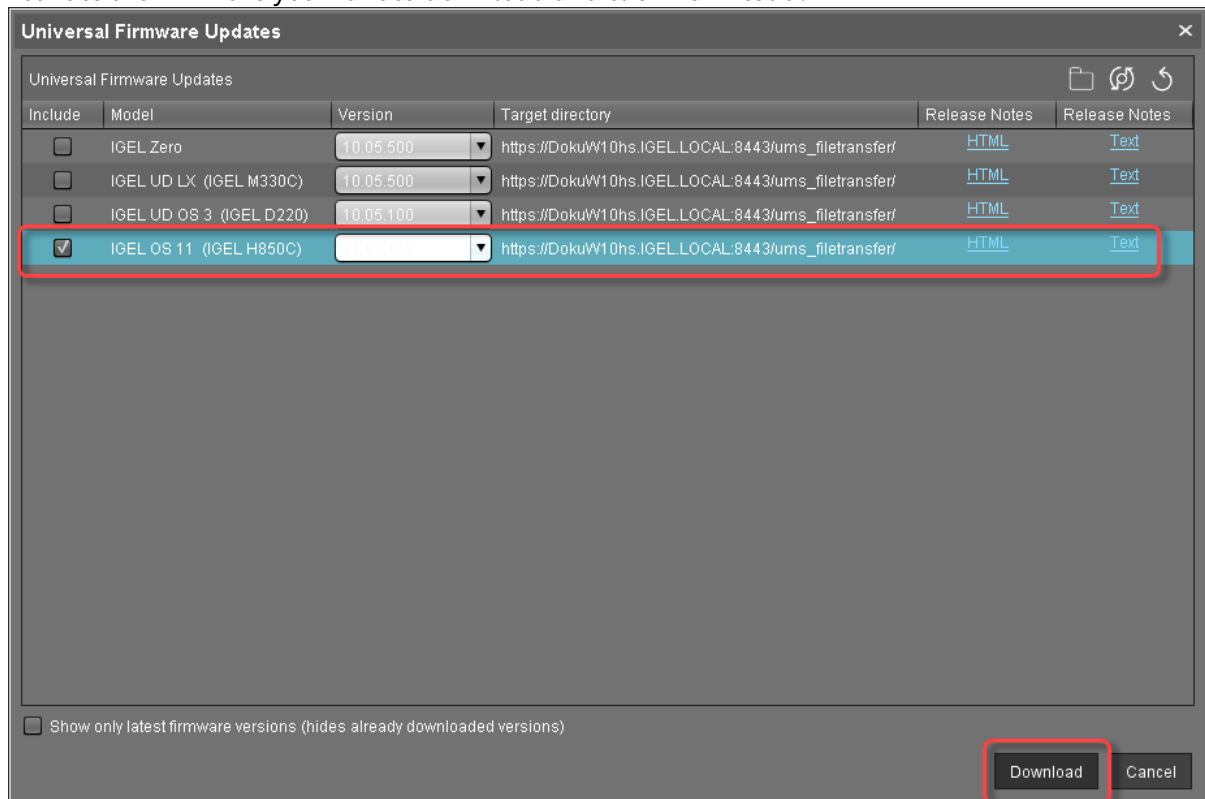 Universal Firmware Updates
Universal Firmware Updates
Include Model Version Target directory Release Notes Release Notes
IGEL Zero 10.05.500 https://DokuW10hs.IGEL.LOCAL:8443/ums_filetransfer/ HTML Text
IGEL UD LX (IGEL M330C) 10.05.500 https://DokuW10hs.IGEL.LOCAL:8443/ums_filetransfer/ HTML Text
IGEL UD OS 3 (IGEL D220) 10.05.100 https://DokuW10hs.IGEL.LOCAL:8443/ums_filetransfer/ HTML Text
IGEL OS 11 (IGEL H850C) https://DokuW10hs.IGEL.LOCAL:8443/ums_filetransfer/ HTML Text
Show only latest firmware versions (hides already downloaded versions)
Download Cancel